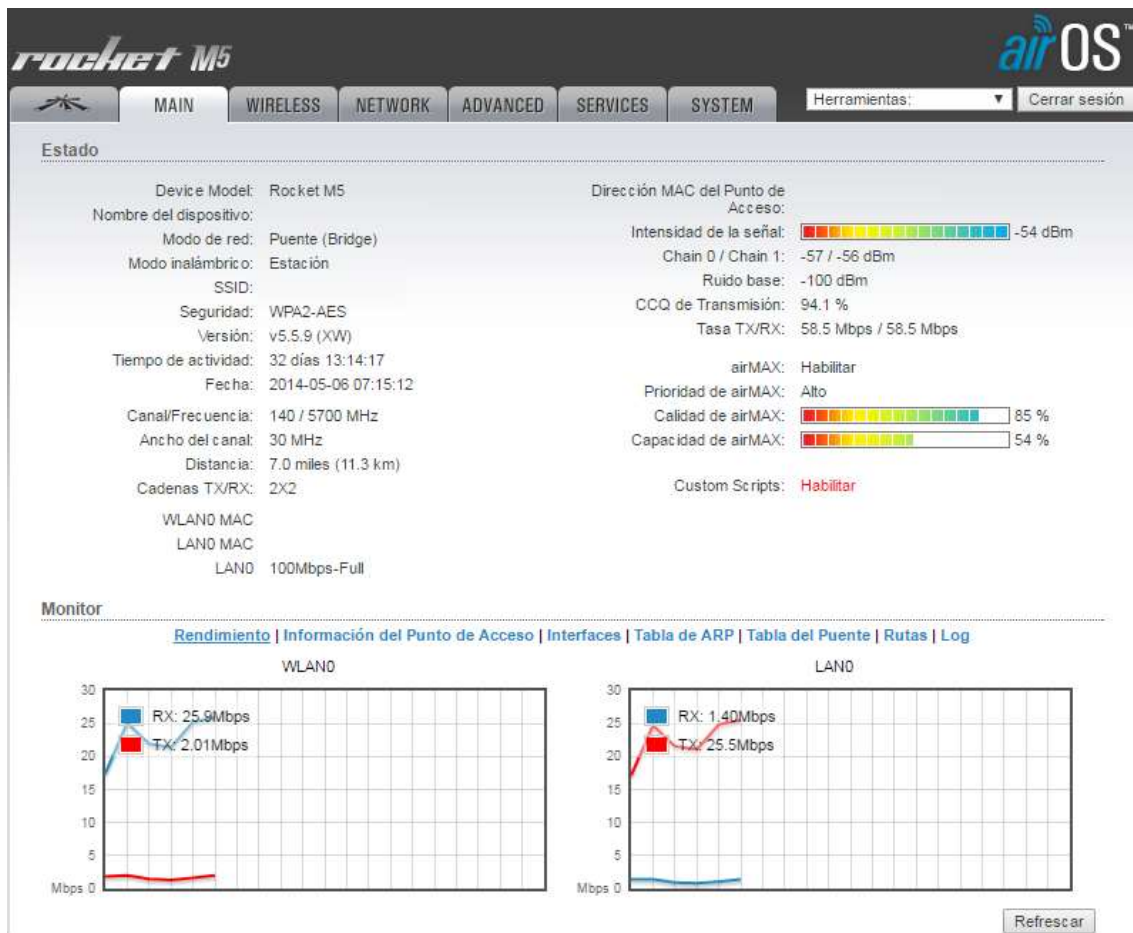 rocket M5
airOS™
MAIN WIRELESS NETWORK ADVANCED SERVICES SYSTEM Herramientas: Cerrar sesión
Estado
Device Model: Rocket M5
Nombre del dispositivo:
Modo de red: Puente (Bridge)
Modo inalámbrico: Estación
SSID:
Seguridad: WPA2-AES
Versión: v5.5.9 (XW)
Tiempo de actividad: 32 días 13:14:17
Fecha: 2014-05-06 07:15:12
Canal/Frecuencia: 140 / 5700 MHz
Ancho del canal: 30 MHz
Distancia: 7.0 miles (11.3 km)
Cadenas TX/RX: 2X2
WLAN0 MAC
LAN0 MAC
LAN0 100Mbps-Full
Dirección MAC del Punto de
Acceso:
Intensidad de la señal: -54 dBm
Chain 0 / Chain 1: -57 / -56 dBm
Ruido base: -100 dBm
CCQ de Transmisión: 94.1 %
Tasa TX/RX: 58.5 Mbps / 58.5 Mbps
airMAX: Habilitar
Prioridad de airMAX: Alto
Calidad de airMAX: 85 %
Capacidad de airMAX: 54 %
Custom Scripts: Habilitar
Monitor
Rendimiento | Información del Punto de Acceso | Interfaces | Tabla de ARP | Tabla del Puente | Rutas | Log
WLAN0
30
25
20
15
10
5
Mbps 0
RX: 25.9Mbps
TX: 2.01Mbps
LAN0
30
25
20
15
10
5
Mbps 0
RX: 1.40Mbps
TX: 25.5Mbps
Refrescar